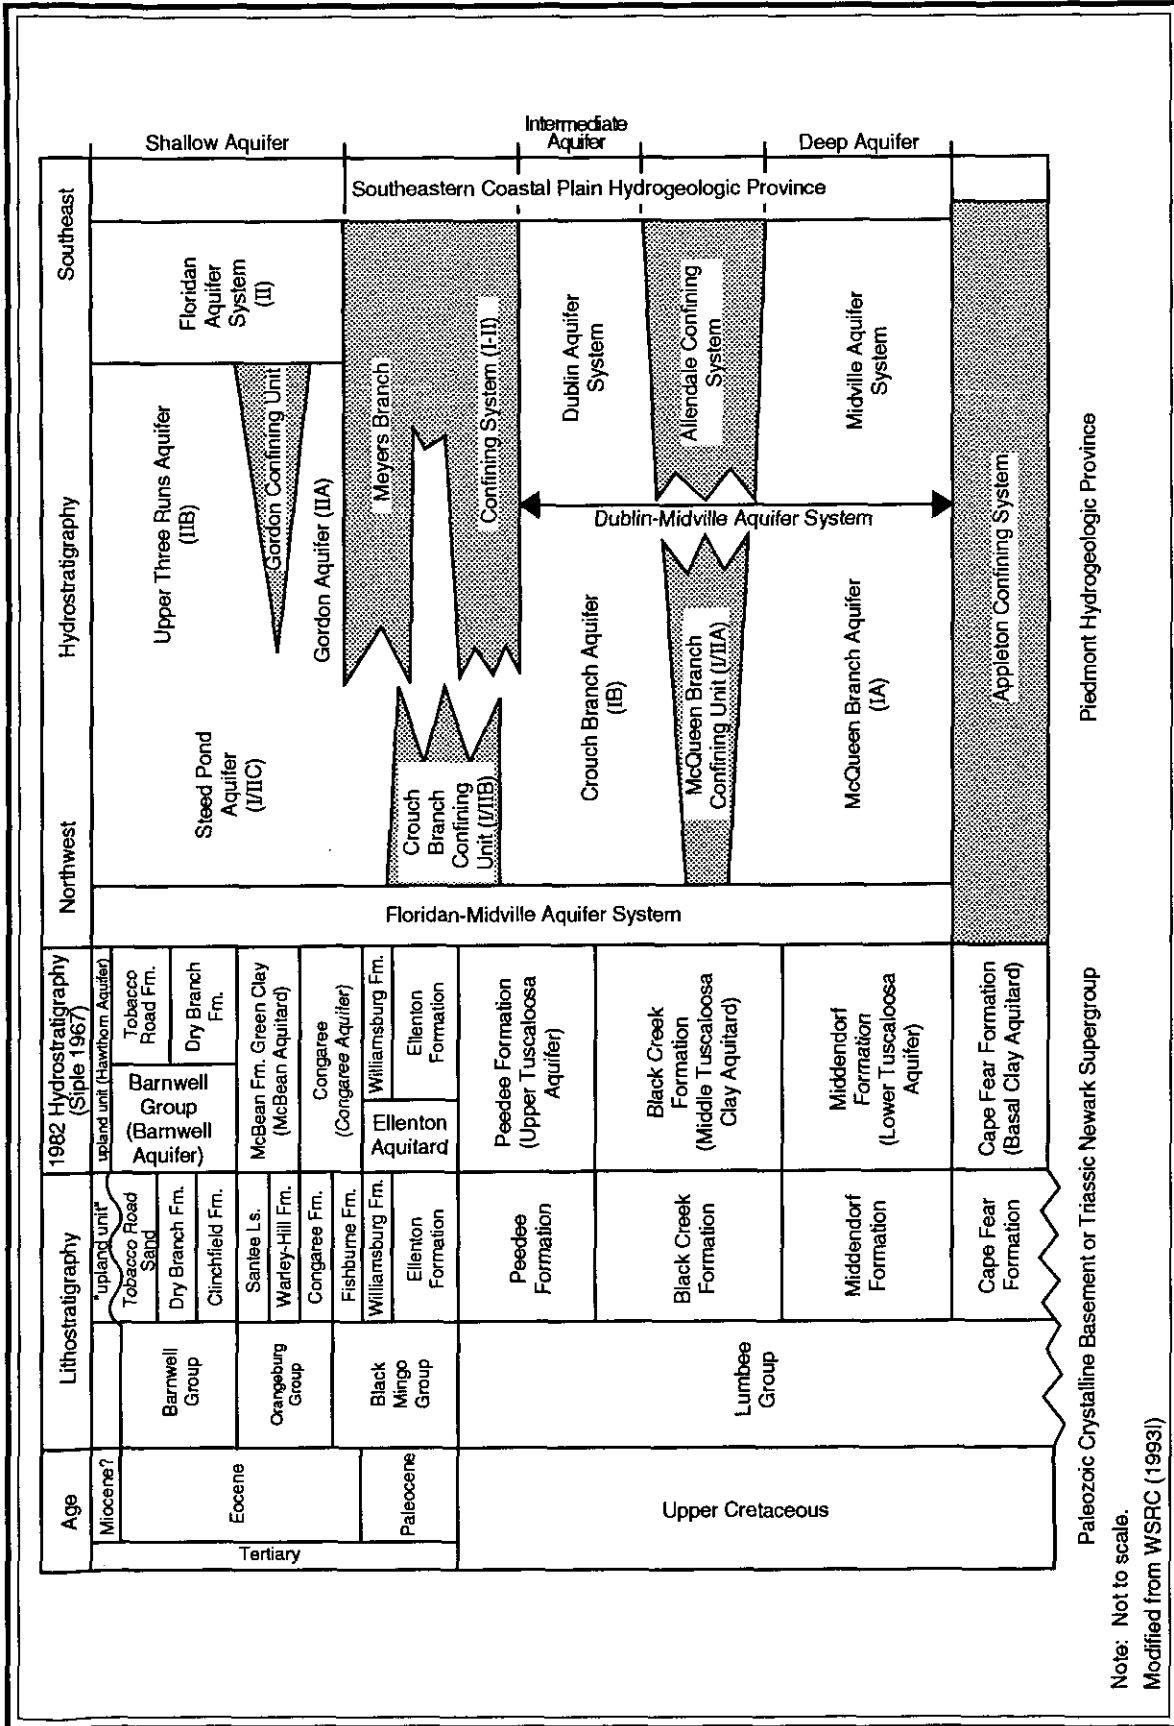 Age
Lithostratigraphy
1982 Hydrostratigraphy
(Siple 1967)
Northwest
Hydrostratigraphy
Southeast
Tertiary
Miocene?
Eocene
Paleocene
Upper Cretaceous
Barnwell
Group
Orangeburg
Group
Black
Mingo
Group
Lumbee
Group
"upland unit"
Tobacco Road
Sand
Dry Branch Fm.
Clinchfield Fm.
Santee Ls.
Warley-Hill Fm.
Congaree Fm.
Fishburne Fm.
Williamsburg Fm.
Ellenton
Formation
Peedee
Formation
Black Creek
Formation
Middendorf
Formation
Cape Fear
Formation
upland unit (Hawthorn Aquifer)
Barnwell
Group
(Barnwell
Aquifer)
Tobacco
Road Fm.
Dry Branch
Fm.
McBean Fm. Green Clay
(McBean Aquitard)
Congaree
(Congaree Aquifer)
Ellenton
Aquitard
Williamsburg Fm.
Ellenton
Formation
Peedee Formation
(Upper Tuscaloosa
Aquifer)
Black Creek
Formation
(Middle Tuscaloosa
Clay Aquitard)
Middendorf
Formation
(Lower Tuscaloosa
Aquifer)
Cape Fear Formation
(Basal Clay Aquitard)
Floridan-Midville Aquifer System
Steed Pond
Aquifer
(I/IIC)
Upper Three Runs Aquifer
(IIB)
Gordon Confining Unit
Gordon Aquifer (IIA)
Floridan
Aquifer
System
(II)
Crouch
Branch
Confining
Unit (I/IIB)
Meyers Branch
Confining System (I-II)
Crouch Branch Aquifer
(IB)
Dublin Aquifer
System
McQueen Branch
Confining Unit (I/IIA)
Allendale Confining
System
Dublin-Midville Aquifer System
McQueen Branch Aquifer
(IA)
Midville Aquifer
System
Appleton Confining System
Southeastern Coastal Plain Hydrogeologic Province
Shallow Aquifer
Intermediate
Aquifer
Deep Aquifer
Paleozoic Crystalline Basement or Triassic Newark Supergroup
Piedmont Hydrogeologic Province
Note: Not to scale.
Modified from WSRC (1993l)